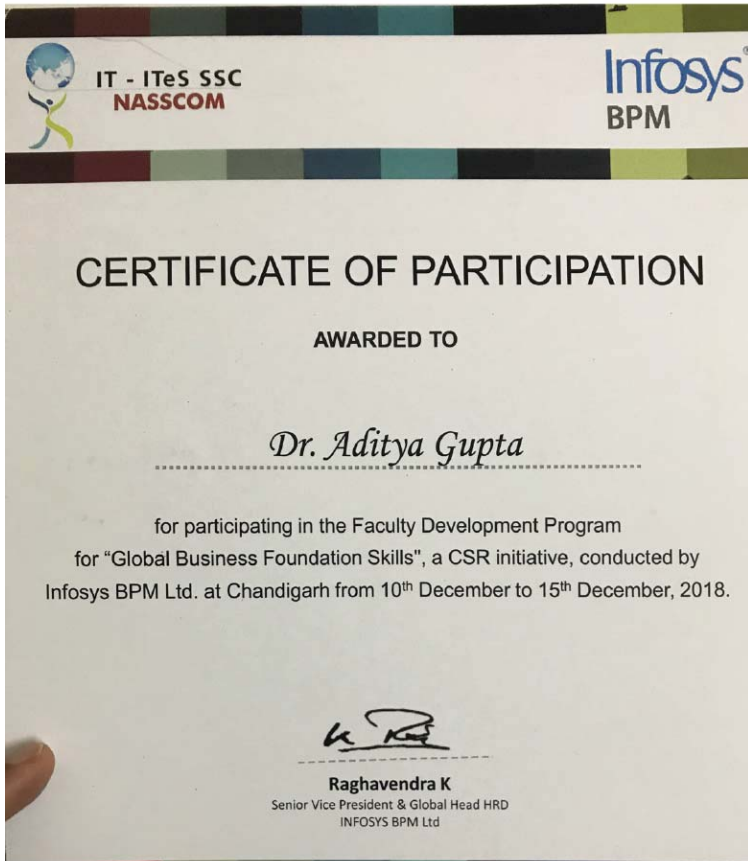 IT - ITeS SSC
NASSCOM
Infosys®
BPM
CERTIFICATE OF PARTICIPATION
AWARDED TO
Dr. Aditya Gupta
for participating in the Faculty Development Program
for “Global Business Foundation Skills", a CSR initiative, conducted by
Infosys BPM Ltd. at Chandigarh from 10th December to 15th December, 2018.
Raghavendra K
Senior Vice President & Global Head HRD
INFOSYS BPM Ltd